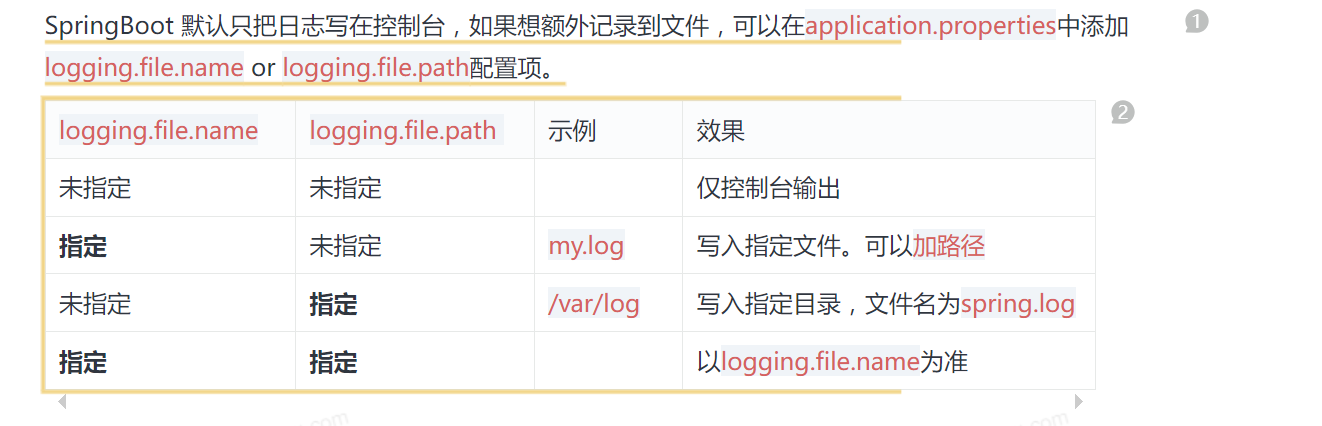 SpringBoot 默认只把日志写在控制台，如果想额外记录到文件，可以在application.properties中添加
logging.file.name or logging.file.path配置项。
1
logging.file.name logging.file.path 示例 效果
2
未指定 未指定 仅控制台输出
指定 未指定 my.log 写入指定文件。可以加路径
未指定 指定 /var/log 写入指定目录，文件名为spring.log
指定 指定 以logging.file.name为准
.com
.com